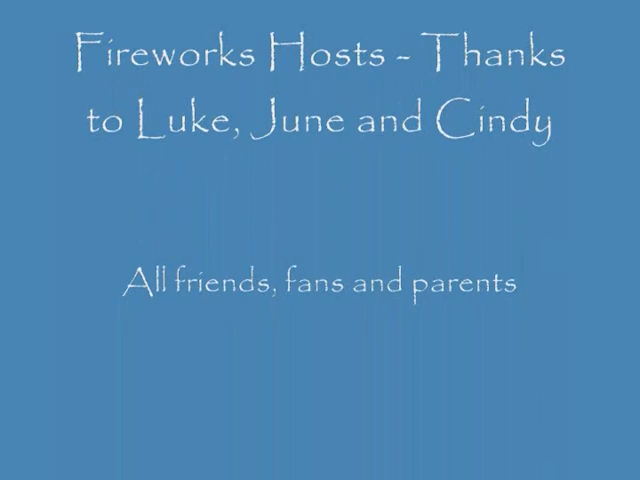 Fireworks Hosts - Thanks
to Luke, June and Cindy
All friends, fans and parents